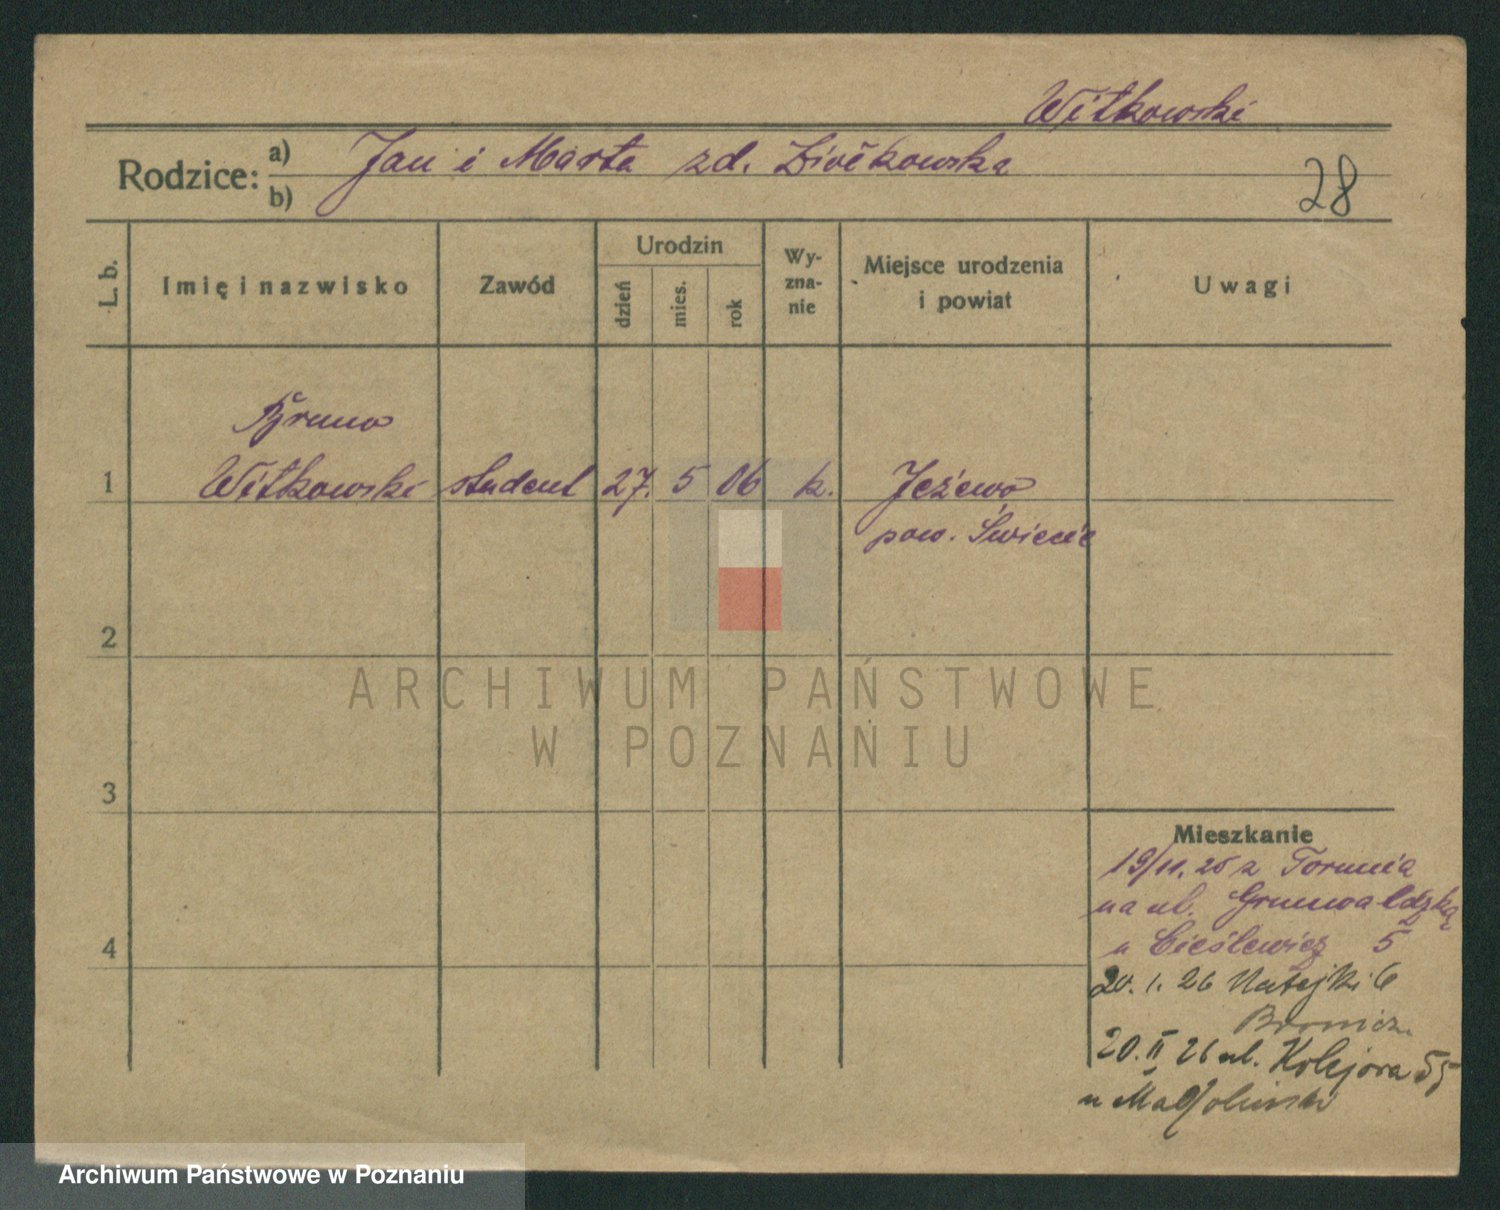 Witkowski
Rodzice: a) Jan i Marta zd.
b)
28
L. b.
Imię i nazwisko
Zawód
Urodzin
dzień
mies.
rok
Wy-
zna-
nie
Miejsce urodzenia
i powiat
Uwagi
Bruno
1 Witkowski student 27. 5 06 k. Jeżewo
pow. Świecie
2
ARCHIWUM PAŃSTWOWE
W POZNANIU
3
Mieszkanie
19/11. 25 z Torunia
na ul. Grunwaldzką
u Cieślewicz 5
4
20. 1. 26 Matejki 6
20. II 26 ul. Kolejowa 55
u
Archiwum Państwowe w Poznaniu